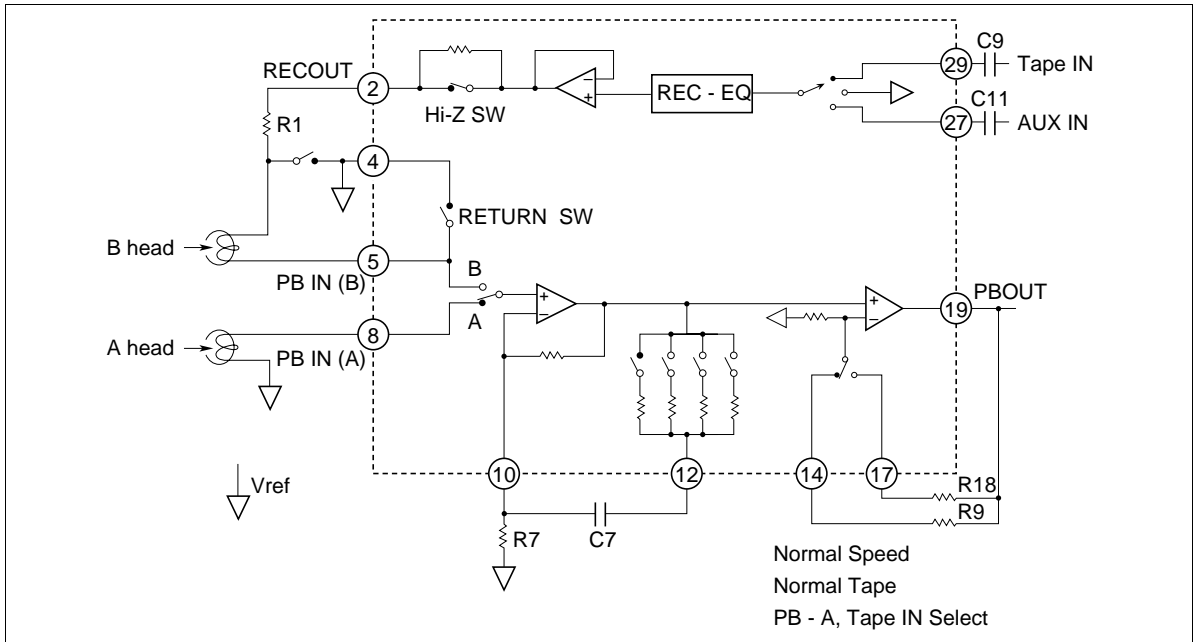 C9
RECOUT
2
29
Tape IN
REC - EQ
Hi-Z SW
C11
R1
27
AUX IN
4
RETURN SW
B head
5
PB IN (B)
B
PBOUT
19
A
A head
8
PB IN (A)
10
12
14
17
Vref
R18
R9
R7
C7
Normal Speed
Normal Tape
PB - A, Tape IN Select